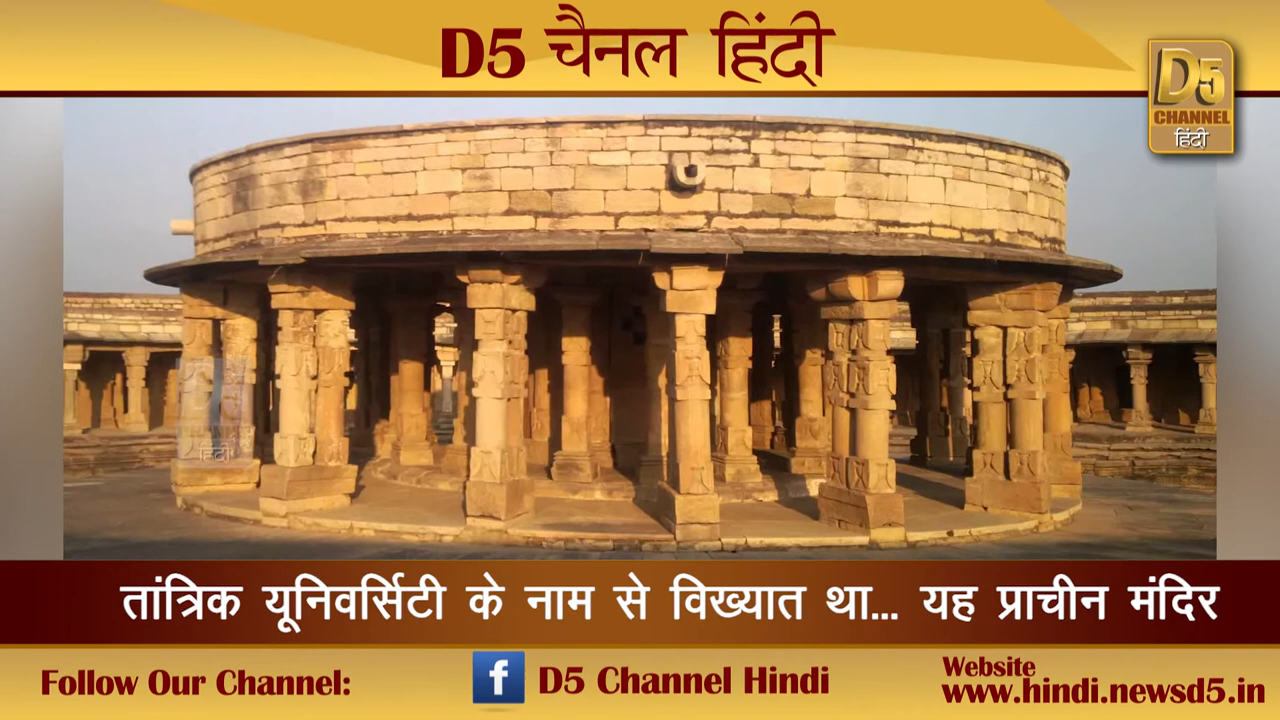 D5 चैनल हिंदी
D5
CHANNEL
हिंदी
हिंदी
तांत्रिक यूनिवर्सिटी के नाम से विख्यात था... यह प्राचीन मंदिर
Follow Our Channel:
f
D5 Channel Hindi
Website
www.hindi.newsd5.in